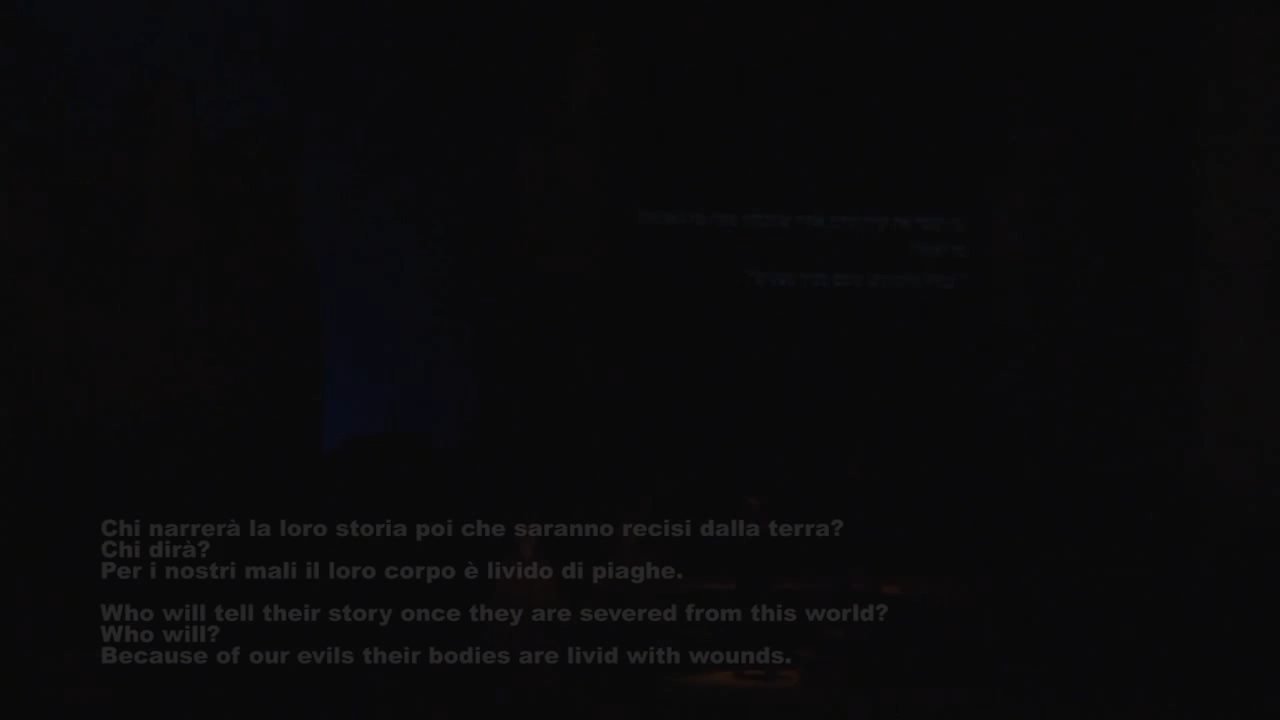 Chi narrerà la loro storia poi che saranno recisi dalla terra?
Chi dirà?
Per i nostri mali il loro corpo è livido di piaghe.
Who will tell their story once they are severed from this world?
Who will?
Because of our evils their bodies are livid with wounds.